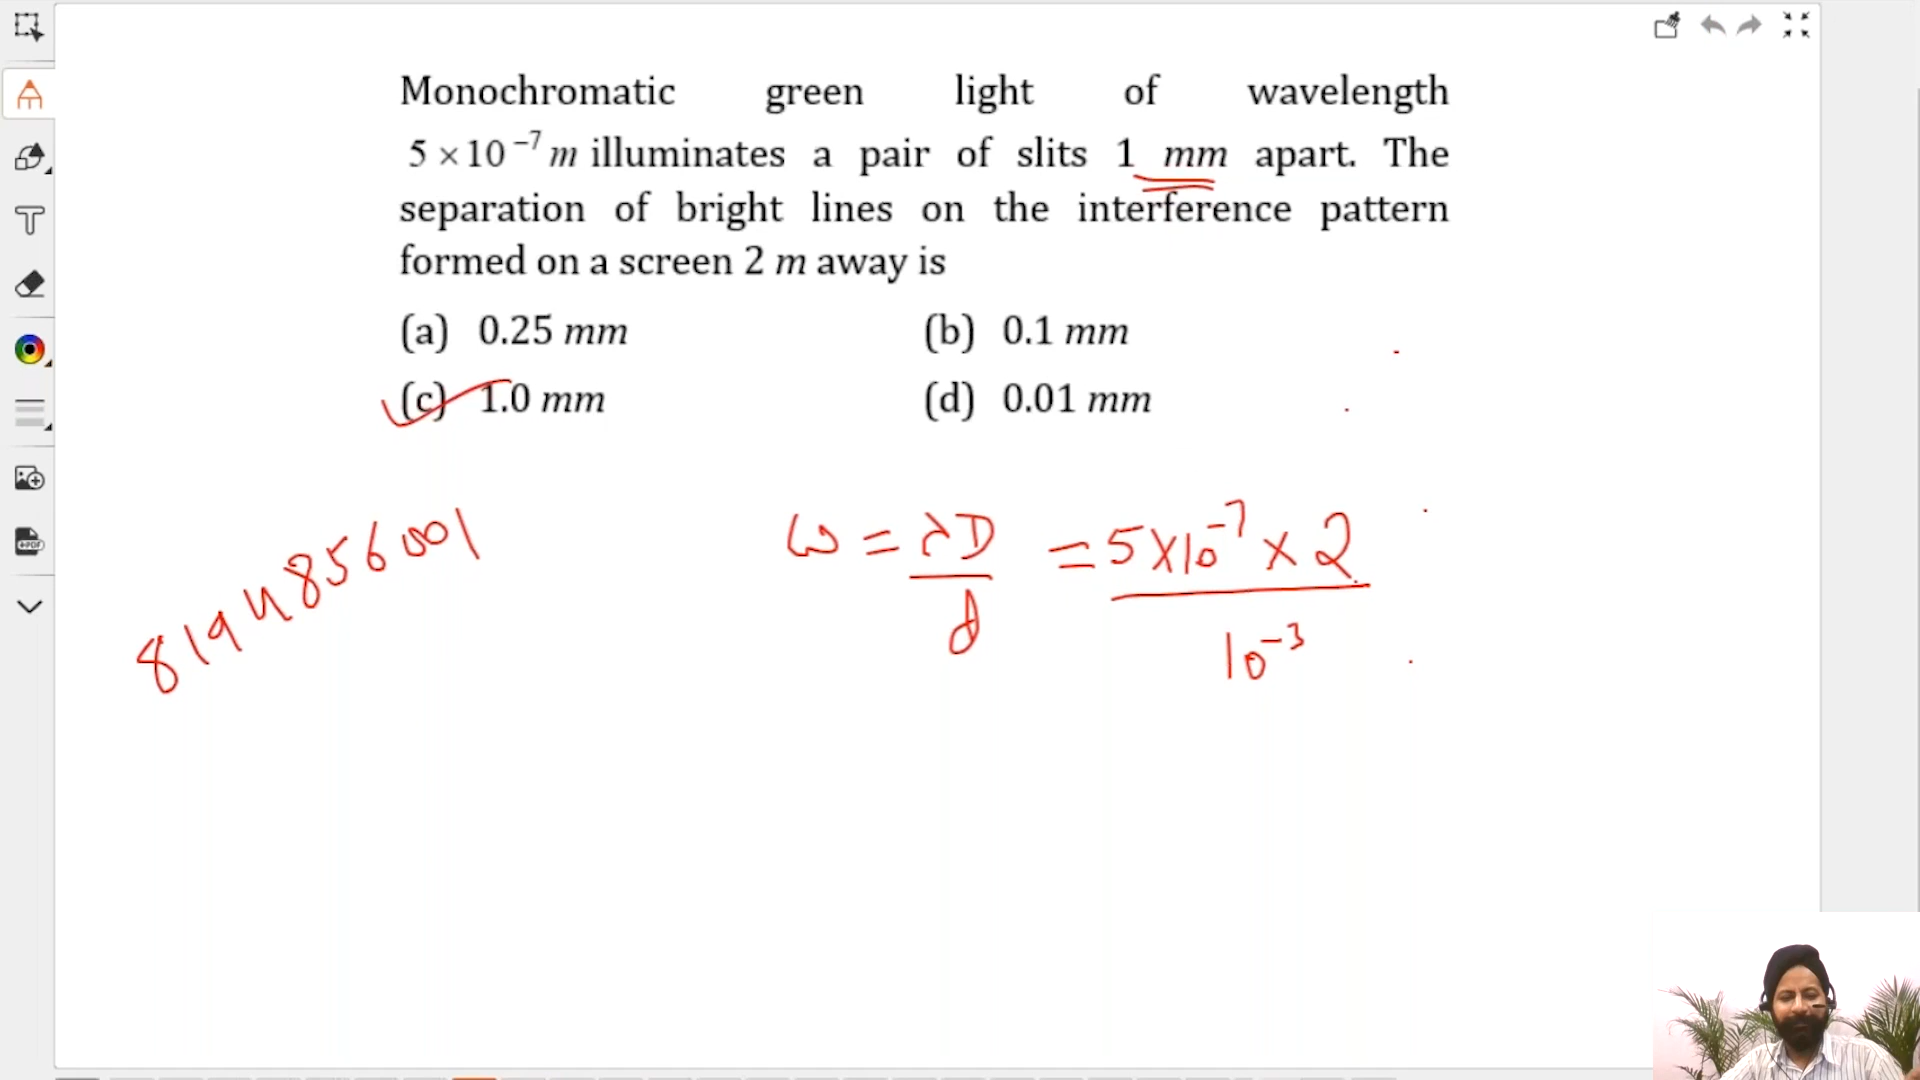 Monochromatic green light of wavelength
5 × 10⁻⁷ m illuminates a pair of slits 1 mm apart. The
separation of bright lines on the interference pattern
formed on a screen 2 m away is
(a) 0.25 mm (b) 0.1 mm
(c) 1.0 mm (d) 0.01 mm
8194856001
ω = λD/d = 5×10⁻⁷ × 2 / 10⁻³
T
PDF